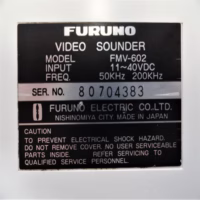 FURUNO
VIDEO SOUNDER
MODEL FMV-602
INPUT 11~40VDC
FREQ. 50KHz 200KHz
SER. NO. 80704383
FURUNO ELECTRIC CO.LTD.
NISHINOMIYA CITY MADE IN JAPAN
CAUTION
TO PREVENT ELECTRICAL SHOCK HAZARD,
DO NOT REMOVE COVER. NO USER SERVICEABLE
PARTS INSIDE. REFER SERVICING TO
QUALIFIED SERVICE PERSONNEL.